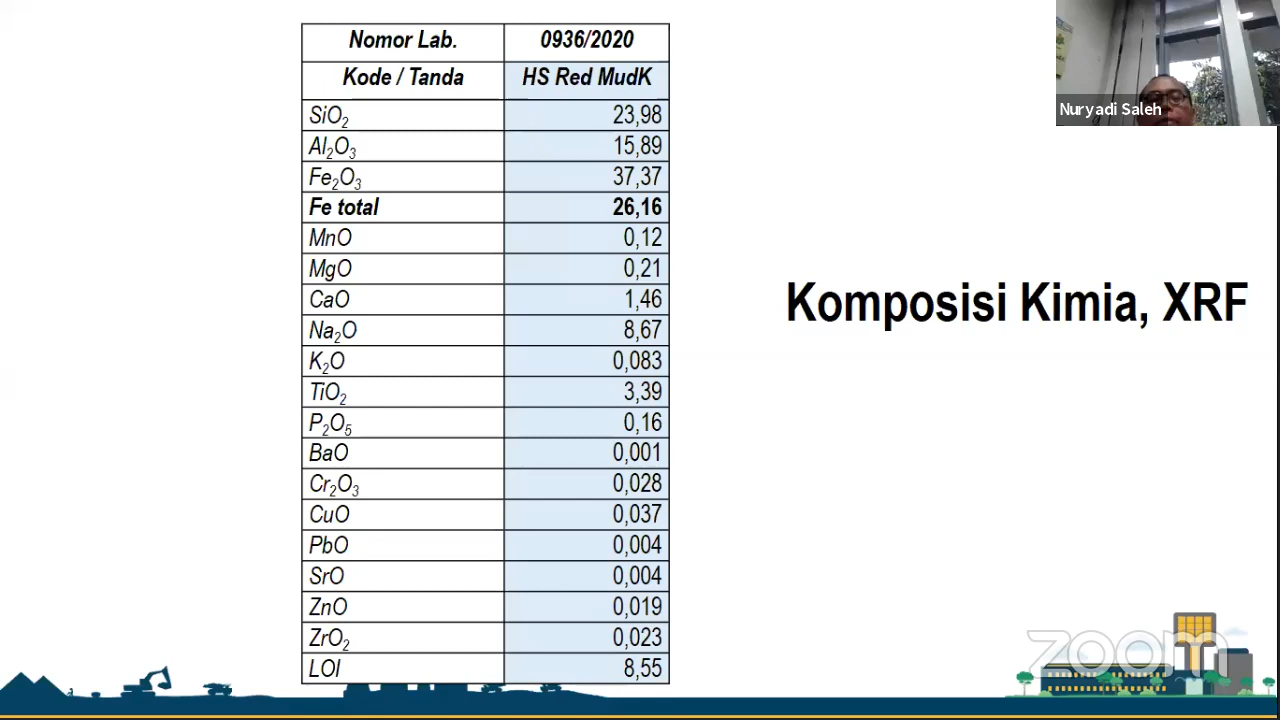 Nomor Lab. 0936/2020
Kode / Tanda HS Red MudK
SiO₂ 23,98
Al₂O₃ 15,89
Fe₂O₃ 37,37
Fe total 26,16
MnO 0,12
MgO 0,21
CaO 1,46
Na₂O 8,67
K₂O 0,083
TiO₂ 3,39
P₂O₅ 0,16
BaO 0,001
Cr₂O₃ 0,028
CuO 0,037
PbO 0,004
SrO 0,004
ZnO 0,019
ZrO₂ 0,023
LOI 8,55
Komposisi Kimia, XRF
Nuryadi Saleh
zoom